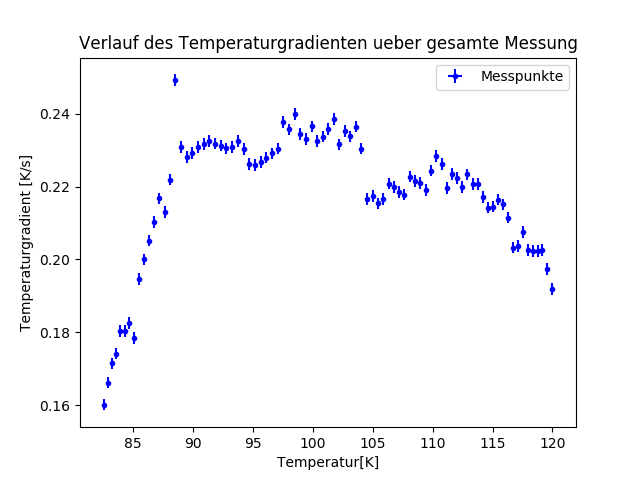 Verlauf des Temperaturgradienten ueber gesamte Messung
Messpunkte
0.24
0.22
0.20
0.18
0.16
Temperaturgradient [K/s]
85 90 95 100 105 110 115 120
Temperatur[K]